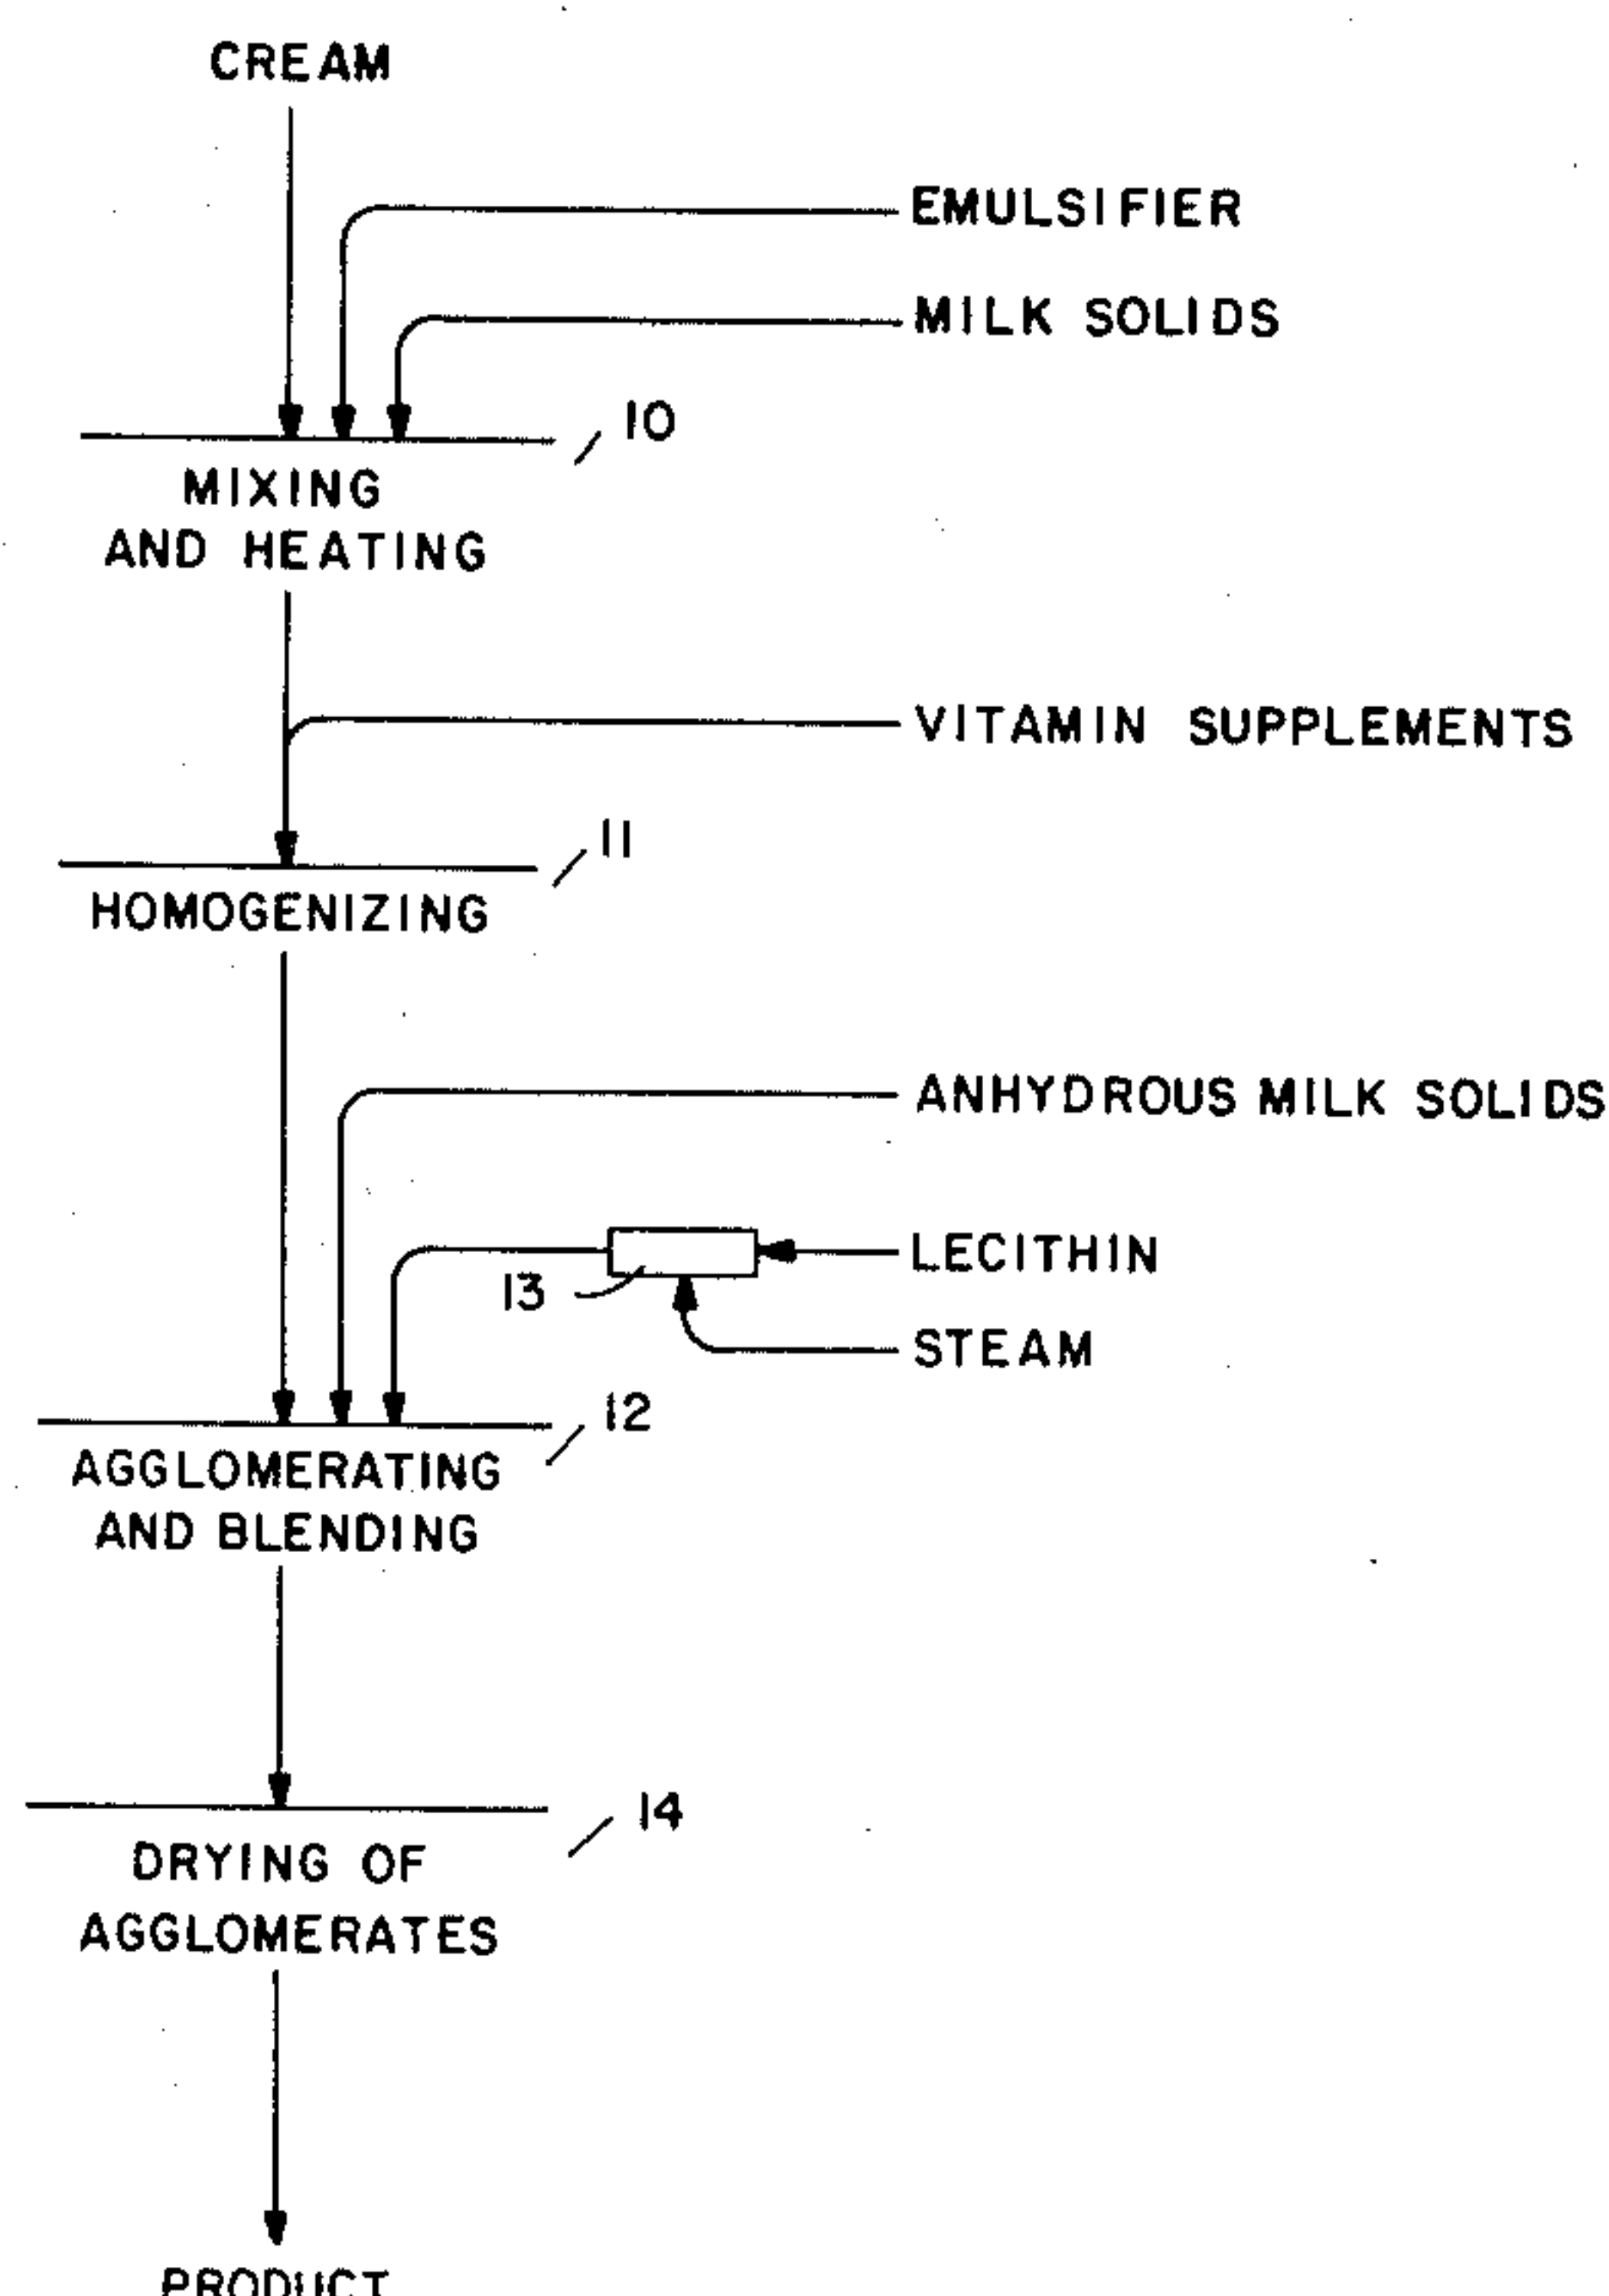 CREAM
EMULSIFIER
MILK SOLIDS
10
MIXING
AND HEATING
VITAMIN SUPPLEMENTS
11
HOMOGENIZING
ANHYDROUS MILK SOLIDS
LECITHIN
13
STEAM
12
AGGLOMERATING
AND BLENDING
14
DRYING OF
AGGLOMERATES
PRODUCT